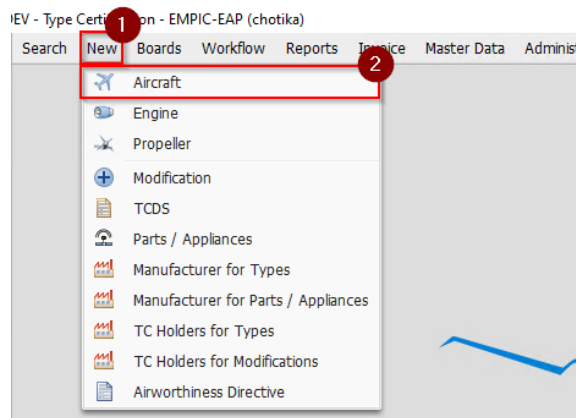 DEV - Type Certi on - EMPIC-EAP (chotika)
1
Search New Boards Workflow Reports Invoice Master Data Adminis
2
Aircraft
Engine
Propeller
Modification
TCDS
Parts / Appliances
Manufacturer for Types
Manufacturer for Parts / Appliances
TC Holders for Types
TC Holders for Modifications
Airworthiness Directive